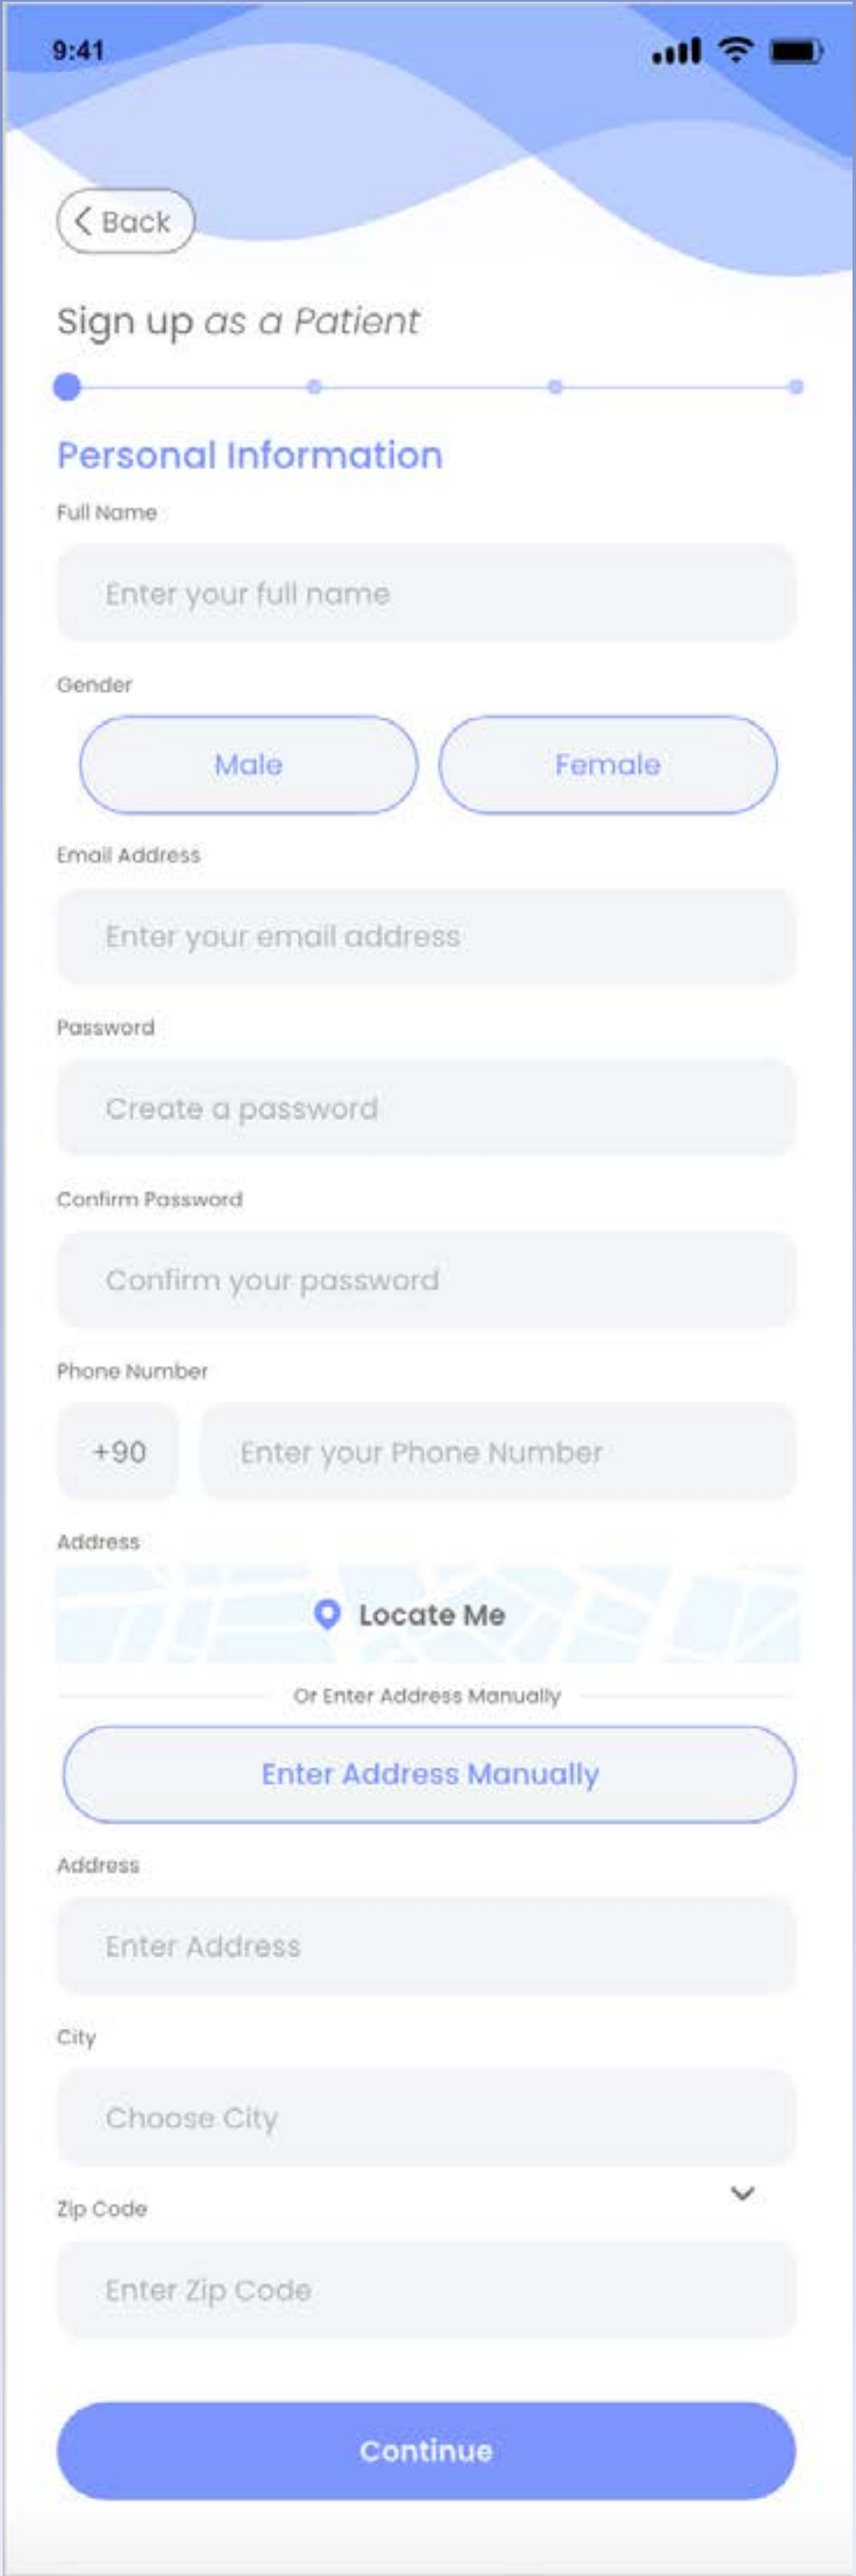 9:41
Back
Sign up as a Patient
Personal Information
Full Name
Enter your full name
Gender
Male Female
Email Address
Enter your email address
Password
Create a password
Confirm Password
Confirm your password
Phone Number
+90 Enter your Phone Number
Address
Locate Me
Or Enter Address Manually
Enter Address Manually
Address
Enter Address
City
Choose City
Zip Code
Enter Zip Code
Continue